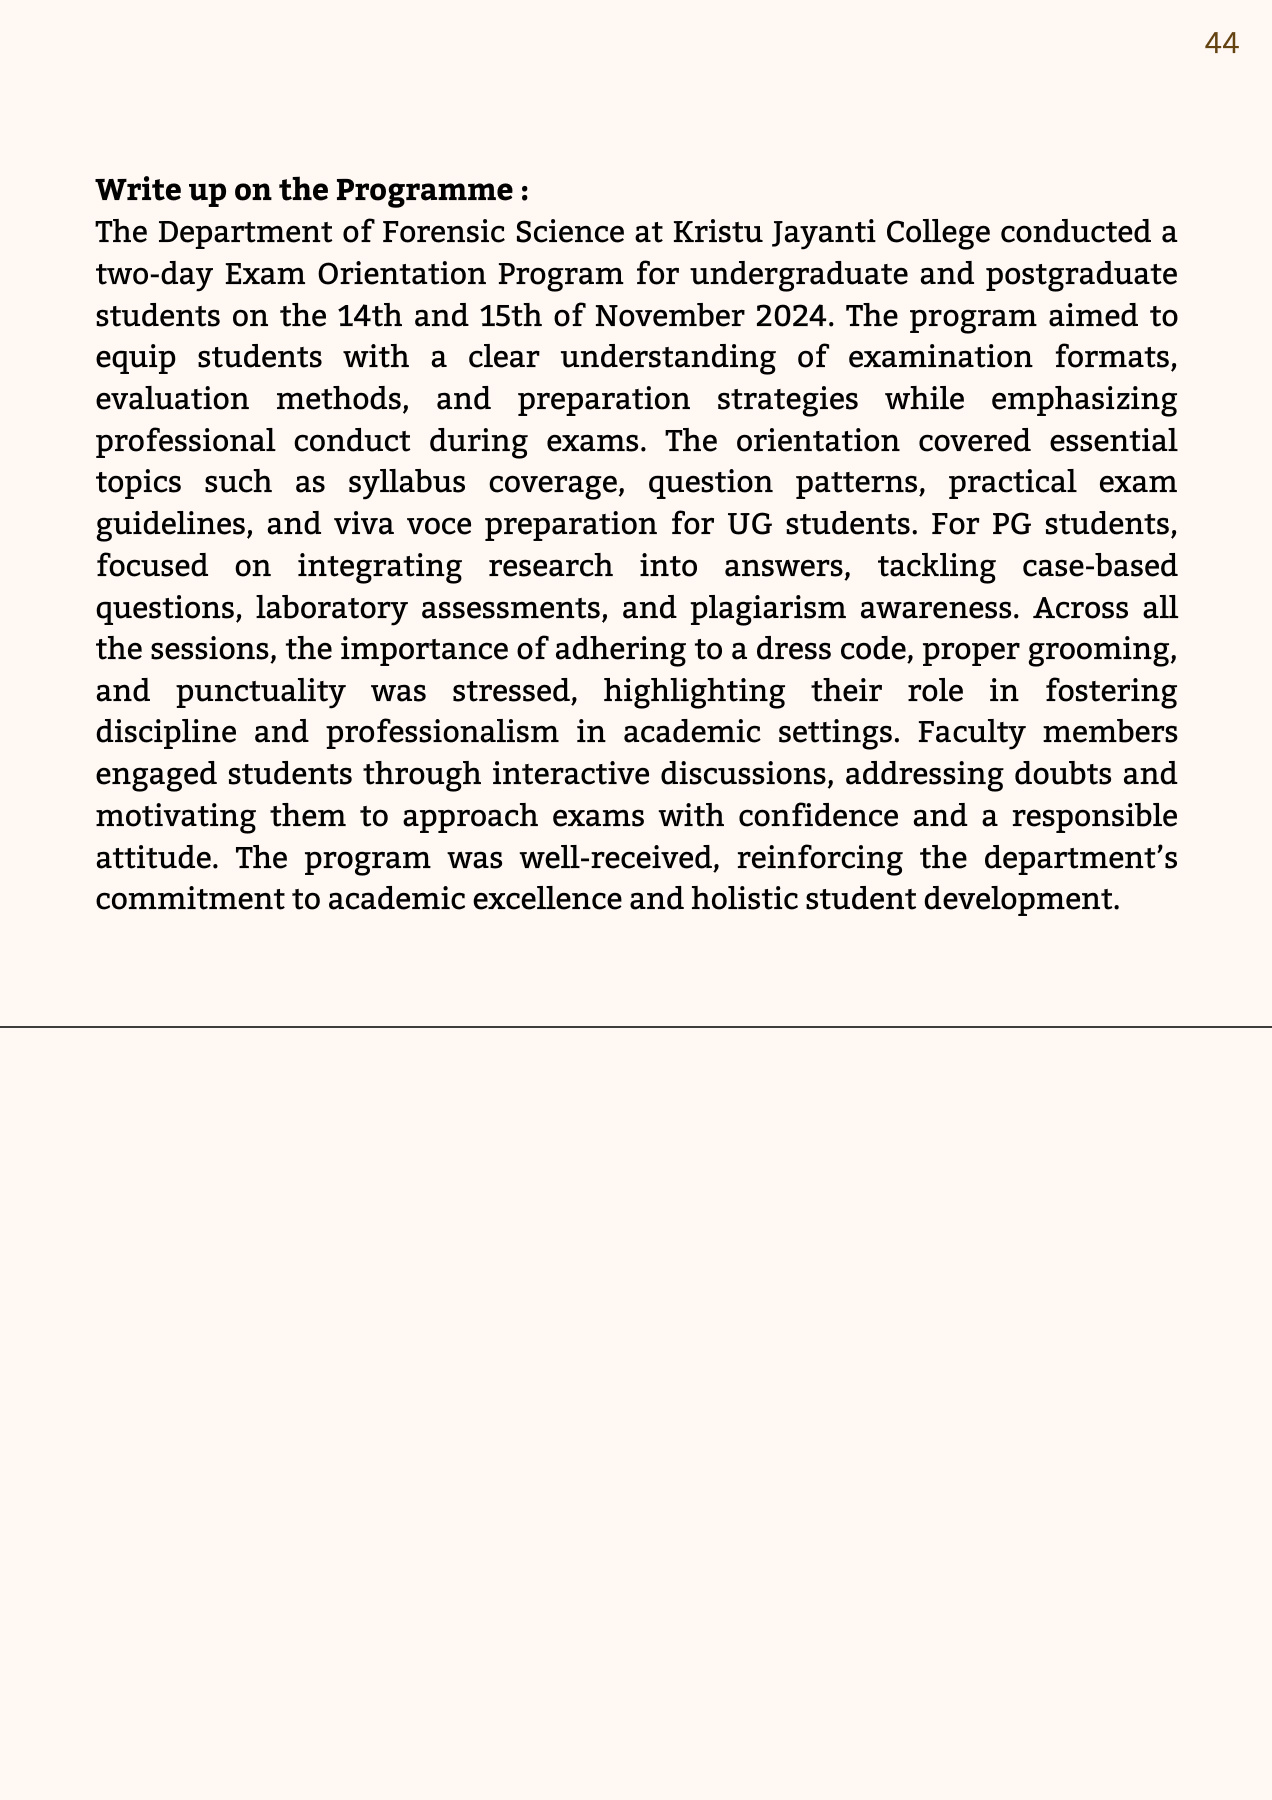 44
Write up on the Programme :
The Department of Forensic Science at Kristu Jayanti College conducted a
two-day Exam Orientation Program for undergraduate and postgraduate
students on the 14th and 15th of November 2024. The program aimed to
equip students with a clear understanding of examination formats,
evaluation methods, and preparation strategies while emphasizing
professional conduct during exams. The orientation covered essential
topics such as syllabus coverage, question patterns, practical exam
guidelines, and viva voce preparation for UG students. For PG students,
focused on integrating research into answers, tackling case-based
questions, laboratory assessments, and plagiarism awareness. Across all
the sessions, the importance of adhering to a dress code, proper grooming,
and punctuality was stressed, highlighting their role in fostering
discipline and professionalism in academic settings. Faculty members
engaged students through interactive discussions, addressing doubts and
motivating them to approach exams with confidence and a responsible
attitude. The program was well-received, reinforcing the department’s
commitment to academic excellence and holistic student development.